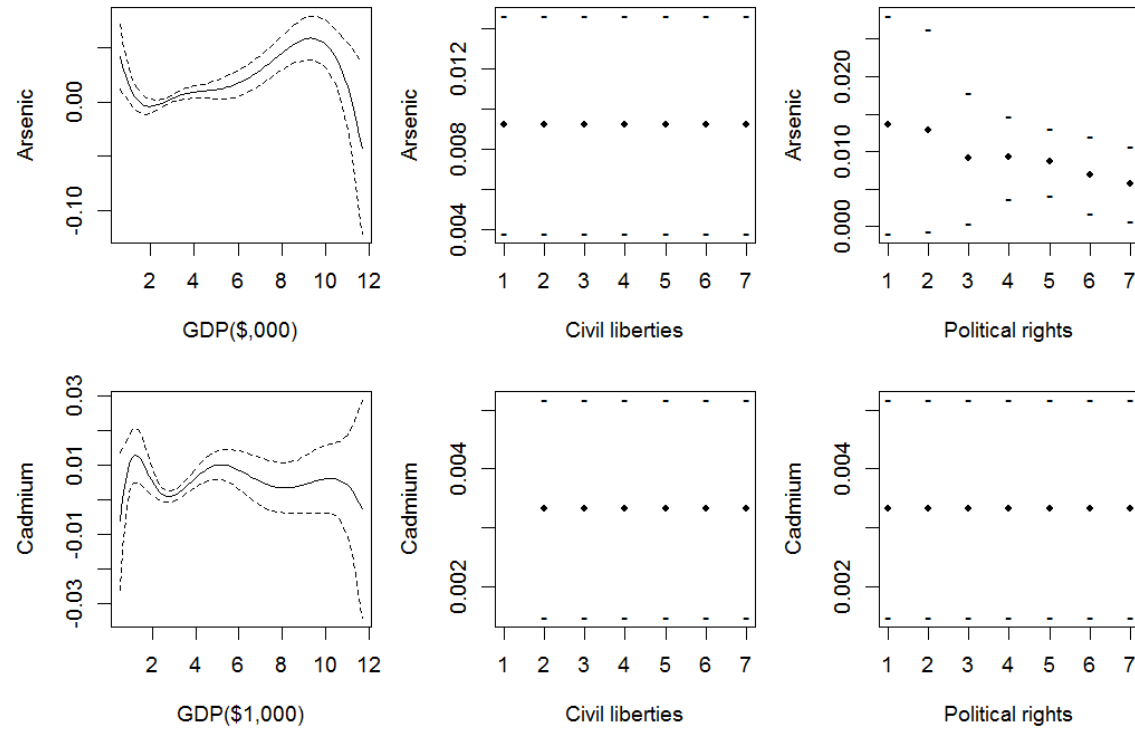 Arsenic
0.00
-0.10
2 4 6 8 10 12
GDP($,000)
Arsenic
0.012
0.008
0.004
1 2 3 4 5 6 7
Civil liberties
Arsenic
0.020
0.010
0.000
1 2 3 4 5 6 7
Political rights
Cadmium
0.03
0.01
-0.01
-0.03
2 4 6 8 10 12
GDP($1,000)
Cadmium
0.004
0.002
1 2 3 4 5 6 7
Civil liberties
Cadmium
0.004
0.002
1 2 3 4 5 6 7
Political rights